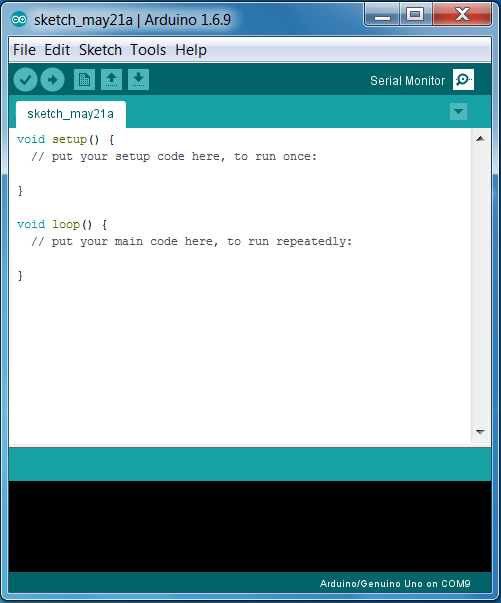 sketch_may21a | Arduino 1.6.9
File Edit Sketch Tools Help
Serial Monitor
sketch_may21a
void setup() {
  // put your setup code here, to run once:
}
void loop() {
  // put your main code here, to run repeatedly:
}
Arduino/Genuino Uno on COM9